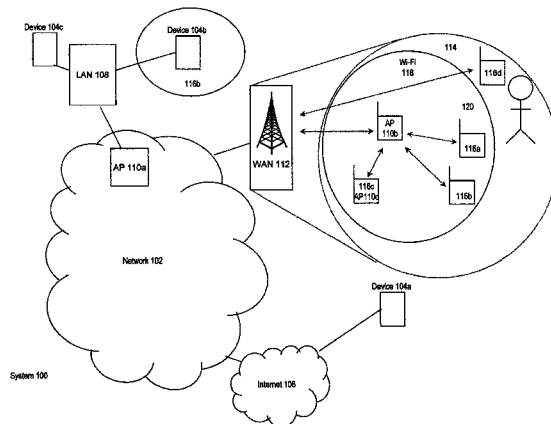 Device 104c
Device 104b
LAN 108
116b
AP 110a
WAN 112
114
Wi-Fi
118
116d
120
AP
110b
116a
116c
AP110c
116b
Network 102
Device 104a
System 100
Internet 106